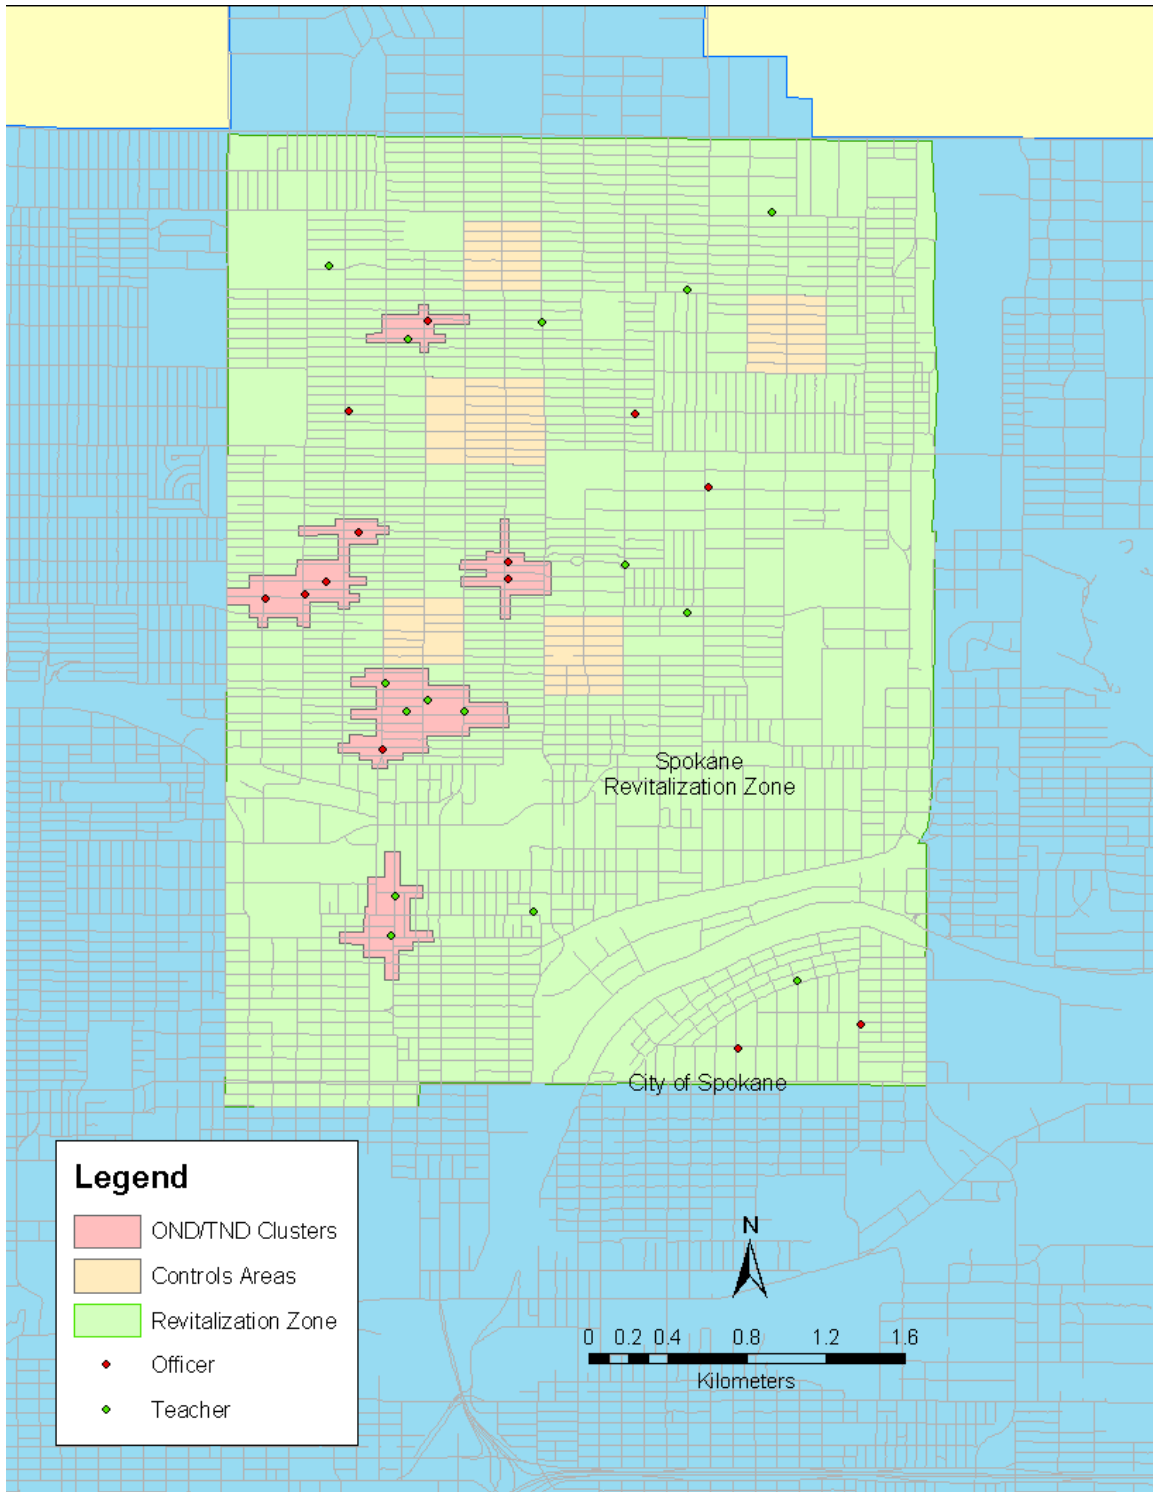 Spokane
Revitalization Zone
City of Spokane
Legend
OND/TND Clusters
Controls Areas
Revitalization Zone
Officer
Teacher
N
0 0.2 0.4 0.8 1.2 1.6
Kilometers